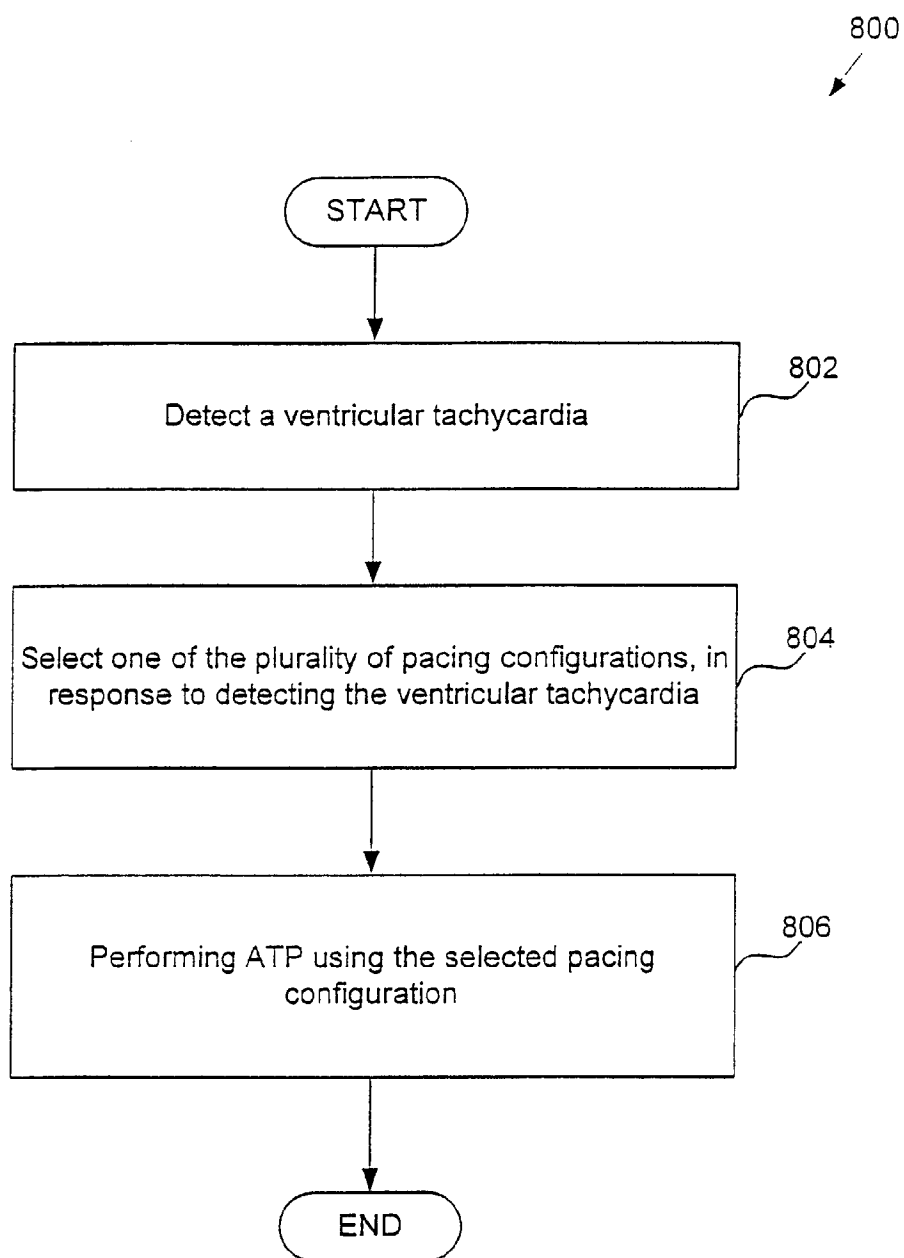 800
START
802
Detect a ventricular tachycardia
804
Select one of the plurality of pacing configurations, in
response to detecting the ventricular tachycardia
806
Performing ATP using the selected pacing
configuration
END